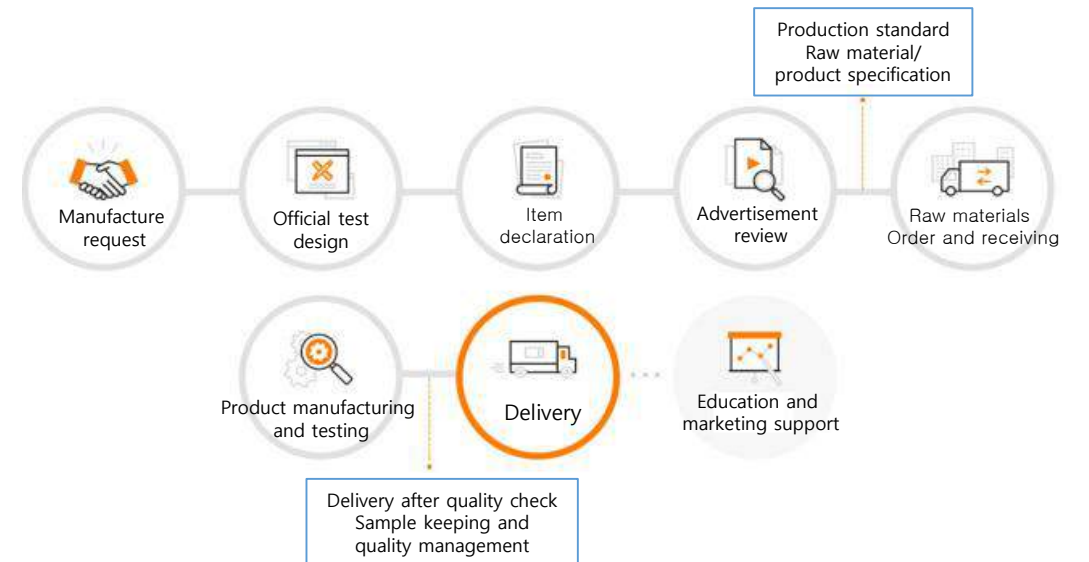 Production standard
Raw material/
product specification
Manufacture
request
Official test
design
Item
declaration
Advertisement
review
Raw materials
Order and receiving
Product manufacturing
and testing
Delivery
Education and
marketing support
Delivery after quality check
Sample keeping and
quality management